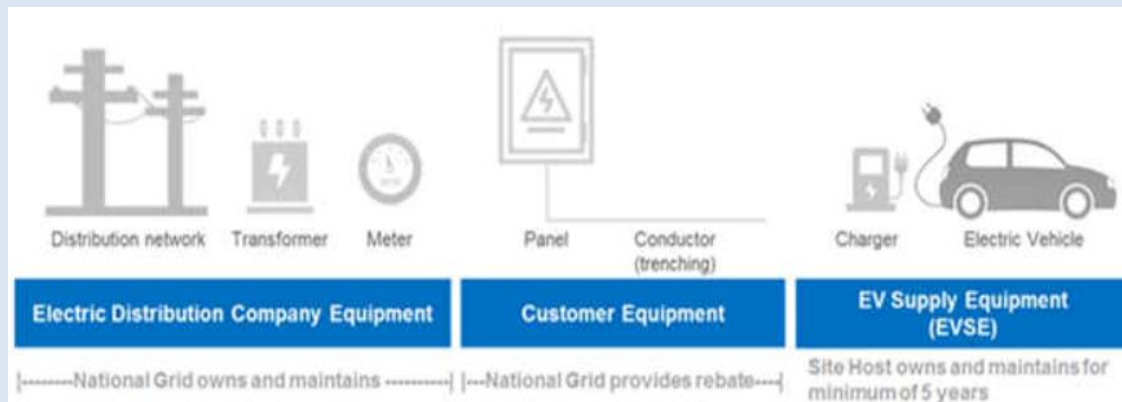 Distribution network
Transformer
Meter
Panel
Conductor
(trenching)
Charger
Electric Vehicle
Electric Distribution Company Equipment
Customer Equipment
EV Supply Equipment
(EVSE)
|--------National Grid owns and maintains ----------|
|---National Grid provides rebate----|
Site Host owns and maintains for
minimum of 5 years